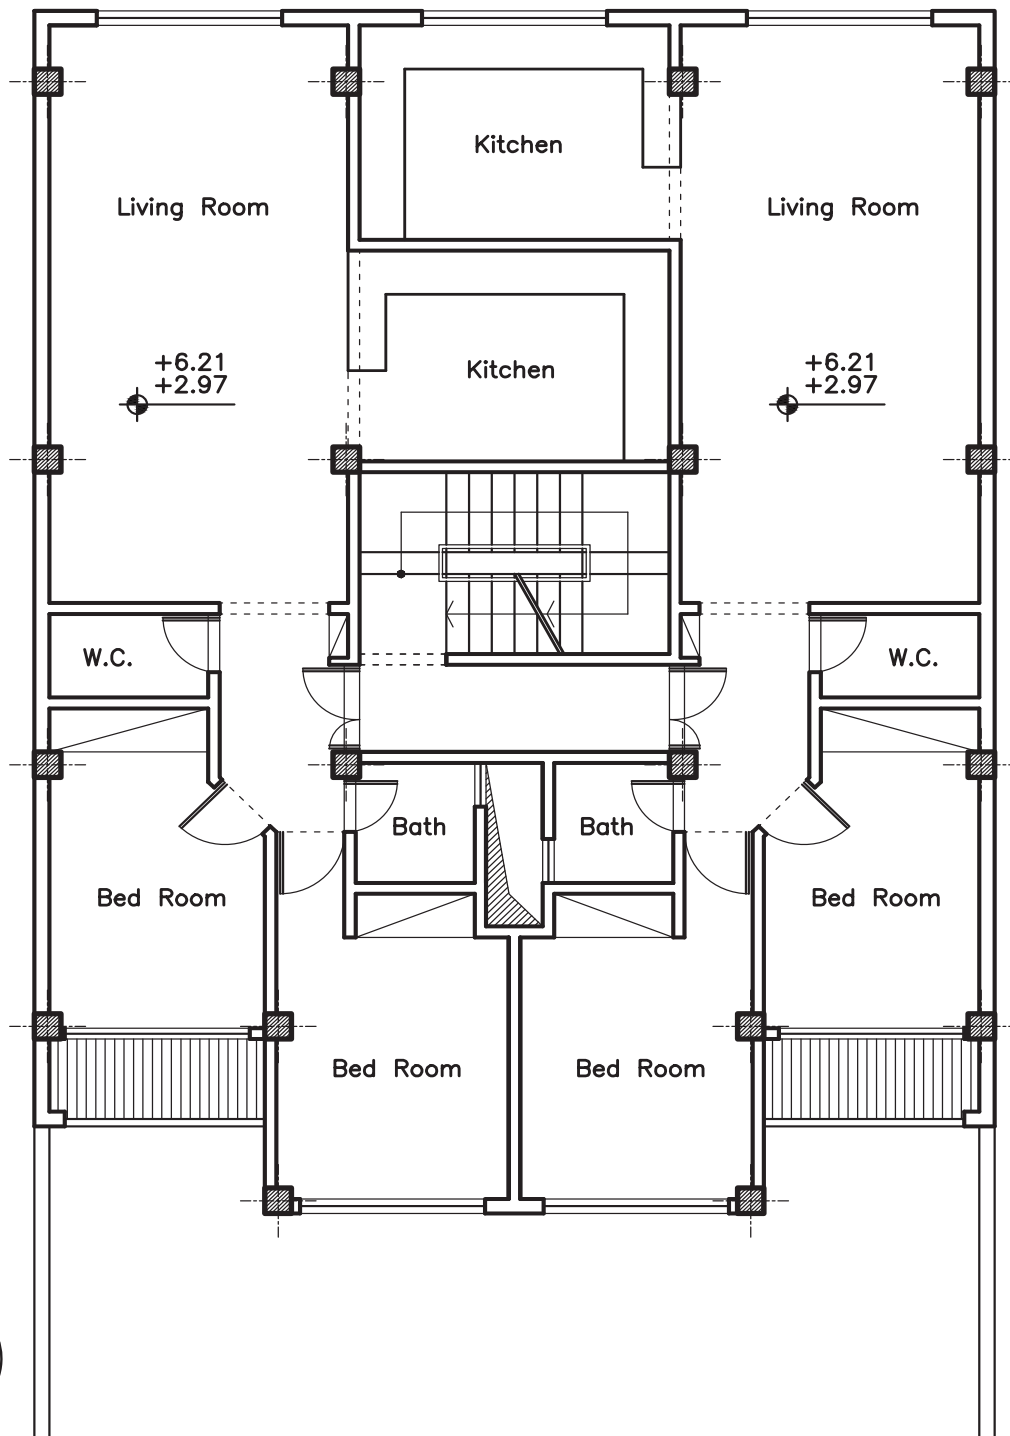 Kitchen
Living Room
Living Room
+6.21
+2.97
Kitchen
+6.21
+2.97
W.C.
W.C.
Bath
Bath
Bed Room
Bed Room
Bed Room
Bed Room